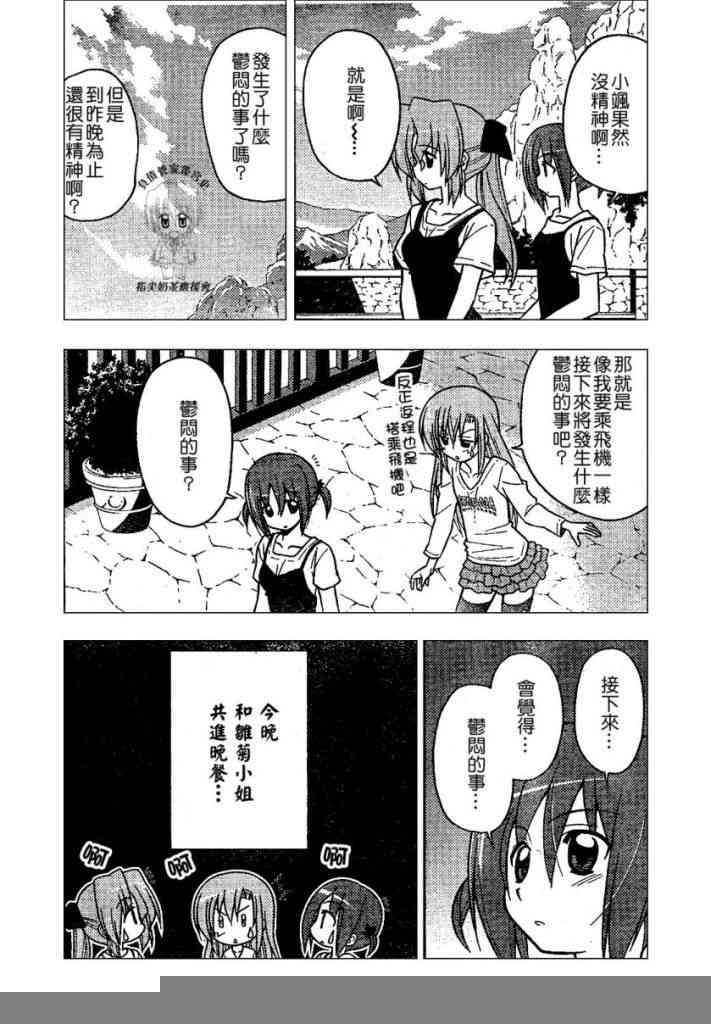 小颯果然
沒精神啊…
就是啊~
發生了什麼
鬱悶的事了嗎？
但是
到昨晚為止
還很有精神啊？
那就是
像我要乘飛機一樣
接下來將發生什麼
鬱悶的事吧？
反正返程也是
搭乘飛機吧
鬱悶的事？
接下來…
會覺得…
鬱悶的事…
今晚
和雛菊小姐
共進晚餐…
啊
啊
啊